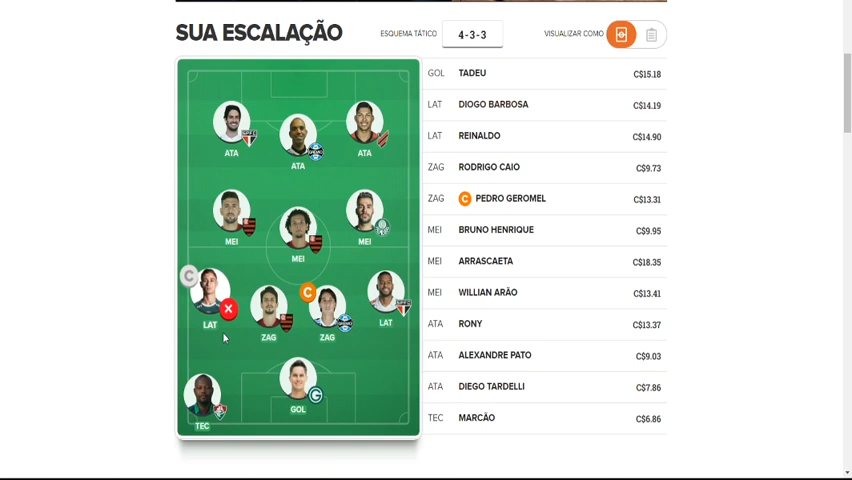 SUA ESCALAÇÃO
ESQUEMA TÁTICO
4-3-3
VISUALIZAR COMO
ATA
ATA
ATA
MEI
MEI
MEI
C
LAT
C
ZAG
ZAG
LAT
TEC
GOL
GOL TADEU C$15.18
LAT DIOGO BARBOSA C$14.19
LAT REINALDO C$14.90
ZAG RODRIGO CAIO C$9.73
ZAG C PEDRO GEROMEL C$13.31
MEI BRUNO HENRIQUE C$9.95
MEI ARRASCAETA C$18.35
MEI WILLIAN ARÃO C$13.41
ATA RONY C$13.37
ATA ALEXANDRE PATO C$9.03
ATA DIEGO TARDELLI C$7.86
TEC MARCÃO C$6.86